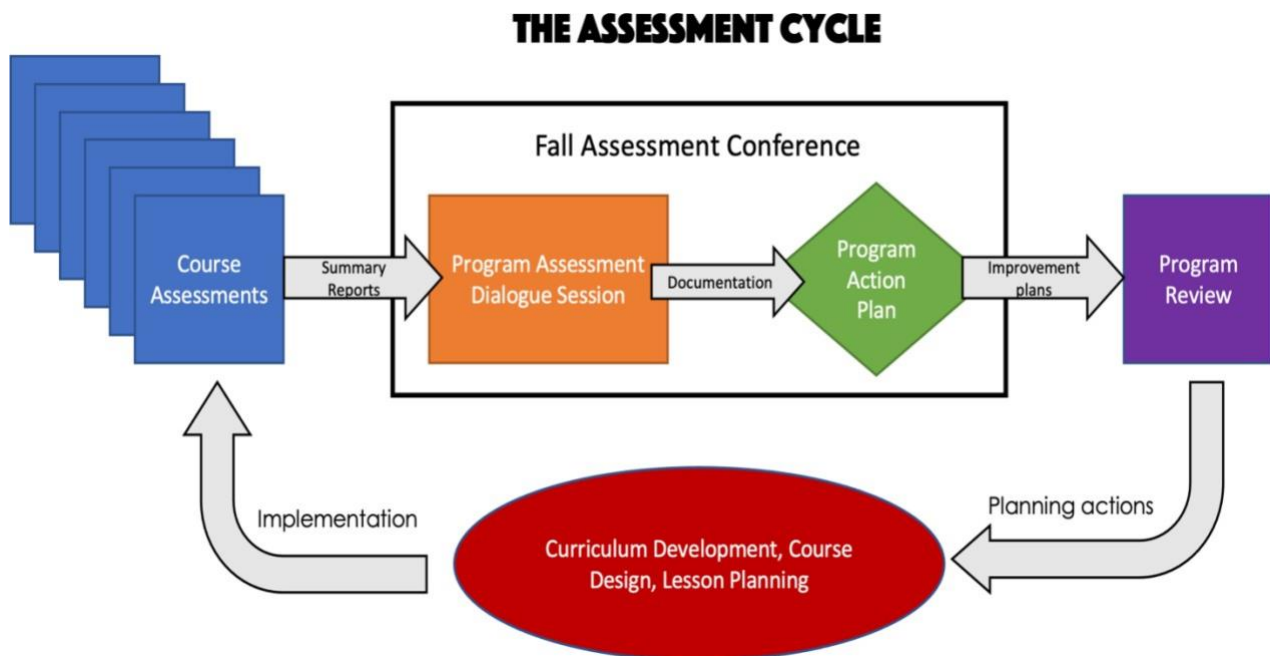 THE ASSESSMENT CYCLE
Fall Assessment Conference
Course
Assessments
Summary
Reports
Program Assessment
Dialogue Session
Documentation
Program
Action
Plan
Improvement
plans
Program
Review
Implementation
Planning actions
Curriculum Development, Course
Design, Lesson Planning